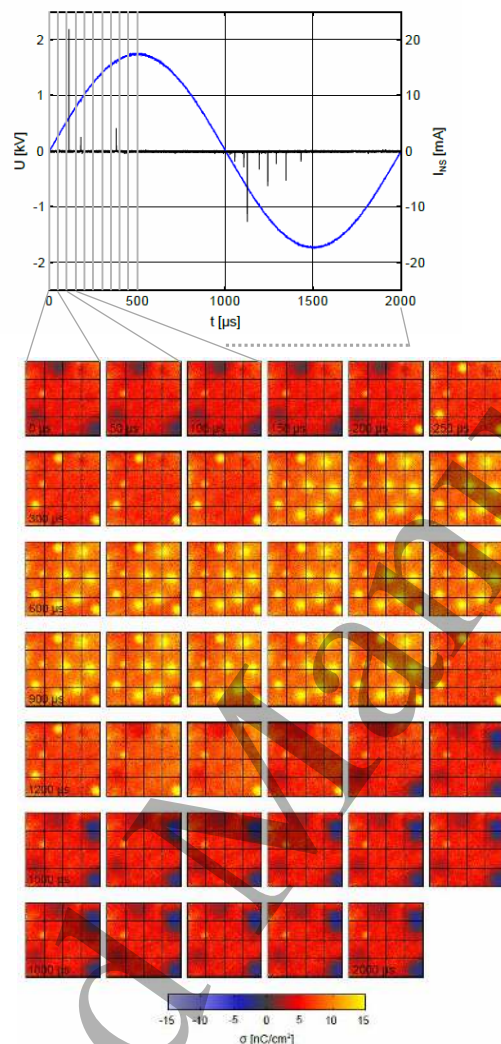 2
20
1
10
U [kV]
0
0
I_NS [mA]
-1
-10
-2
-20
0
500
1000
1500
2000
t [µs]
0 µs
50 µs
100 µs
150 µs
200 µs
250 µs
300 µs
600 µs
900 µs
1200 µs
1500 µs
1800 µs
2000 µs
-15
-10
-5
0
5
10
15
σ [nC/cm²]
d Man